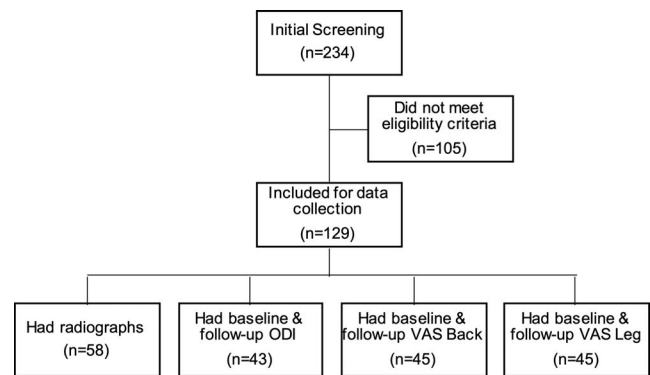 Initial Screening
(n=234)
Did not meet
eligibility criteria
(n=105)
Included for data
collection
(n=129)
Had radiographs
(n=58)
Had baseline &
follow-up ODI
(n=43)
Had baseline &
follow-up VAS Back
(n=45)
Had baseline &
follow-up VAS Leg
(n=45)